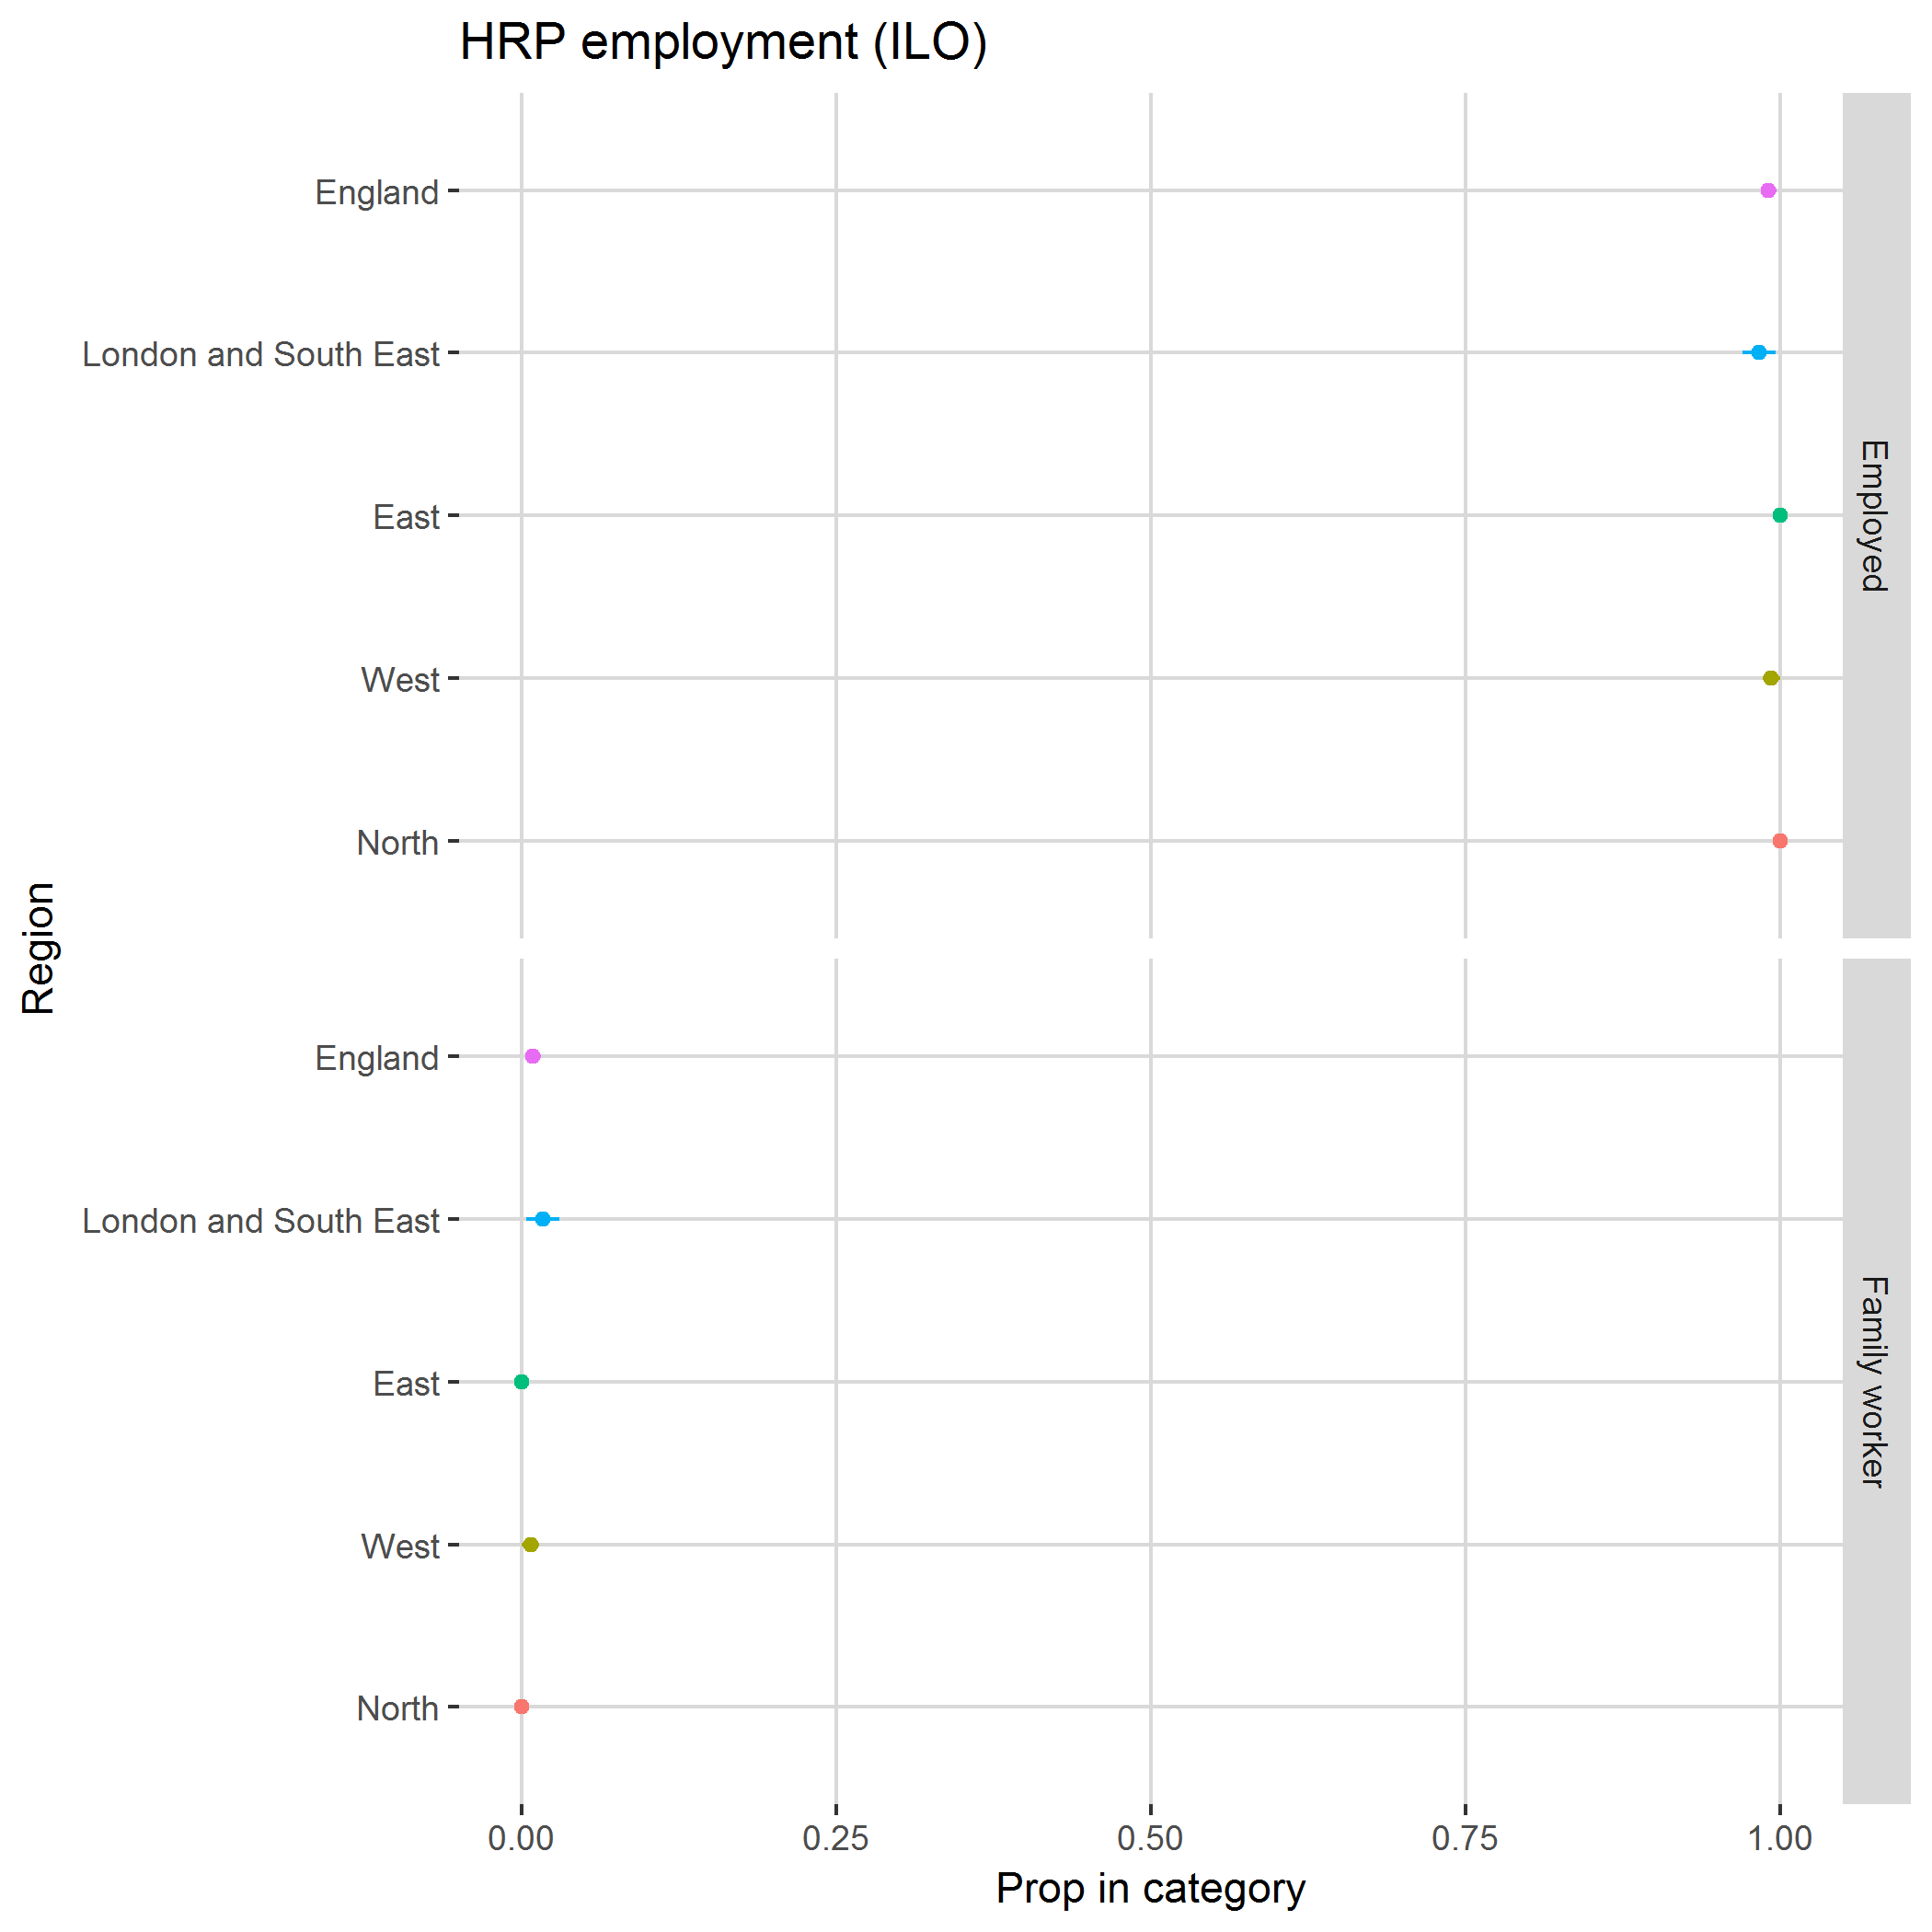 HRP employment (ILO)
Region
England
London and South East
East
West
North
Employed
England
London and South East
East
West
North
Family worker
0.00 0.25 0.50 0.75 1.00
Prop in category